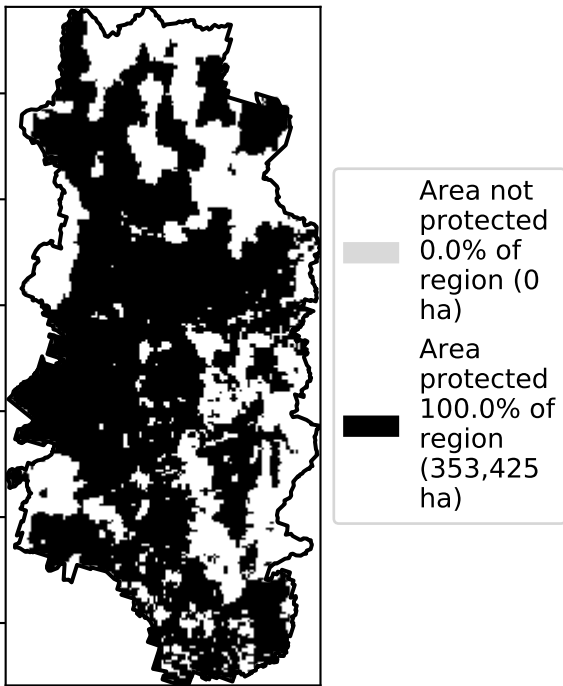 Area not
protected
0.0% of
region (0
ha)
Area
protected
100.0% of
region
(353,425
ha)